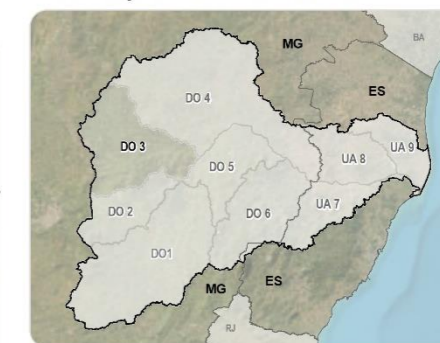 MG
BA
ES
DO 4
DO 3
DO 5
UA 9
UA 8
DO 2
DO 6
UA 7
DO1
MG
ES
RJ